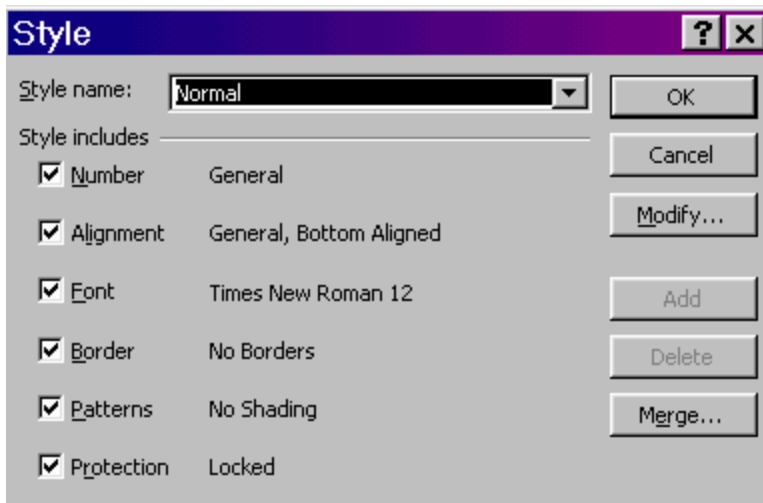 Style
Style name: Normal
OK
Style includes
Cancel
Number General
Modify...
Alignment General, Bottom Aligned
Font Times New Roman 12
Add
Border No Borders
Delete
Patterns No Shading
Merge...
Protection Locked